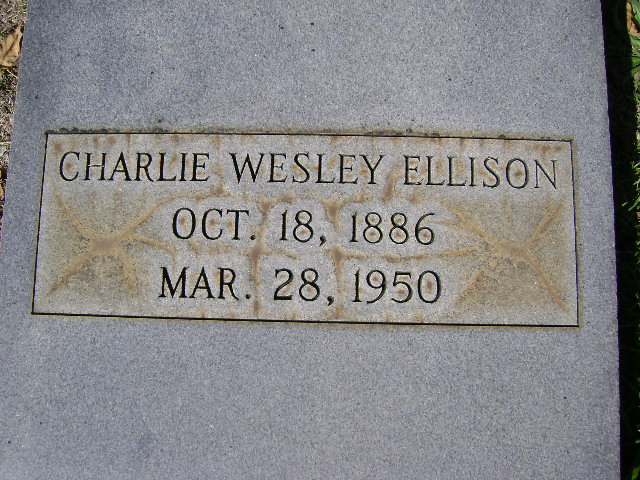 CHARLIE WESLEY ELLISON
OCT. 18, 1886
MAR. 28, 1950